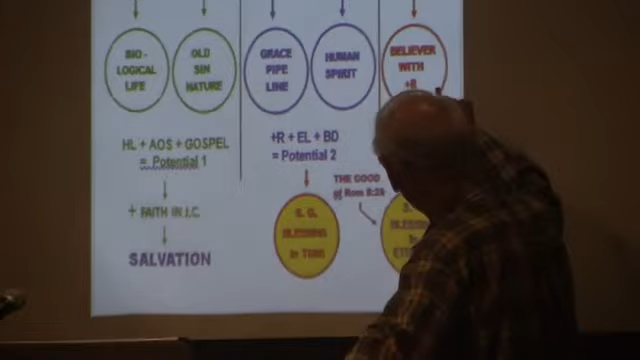 BIO -
LOGICAL
LIFE
OLD
SIN
NATURE
GRACE
PIPE
LINE
HUMAN
SPIRIT
BELIEVER
WITH
+R
HL + AOS + GOSPEL
= Potential 1
+ FAITH IN J.C.
SALVATION
+R + EL + BD
= Potential 2
THE GOOD
of Rom 8:28
S. G.
BLESSING
In TIME